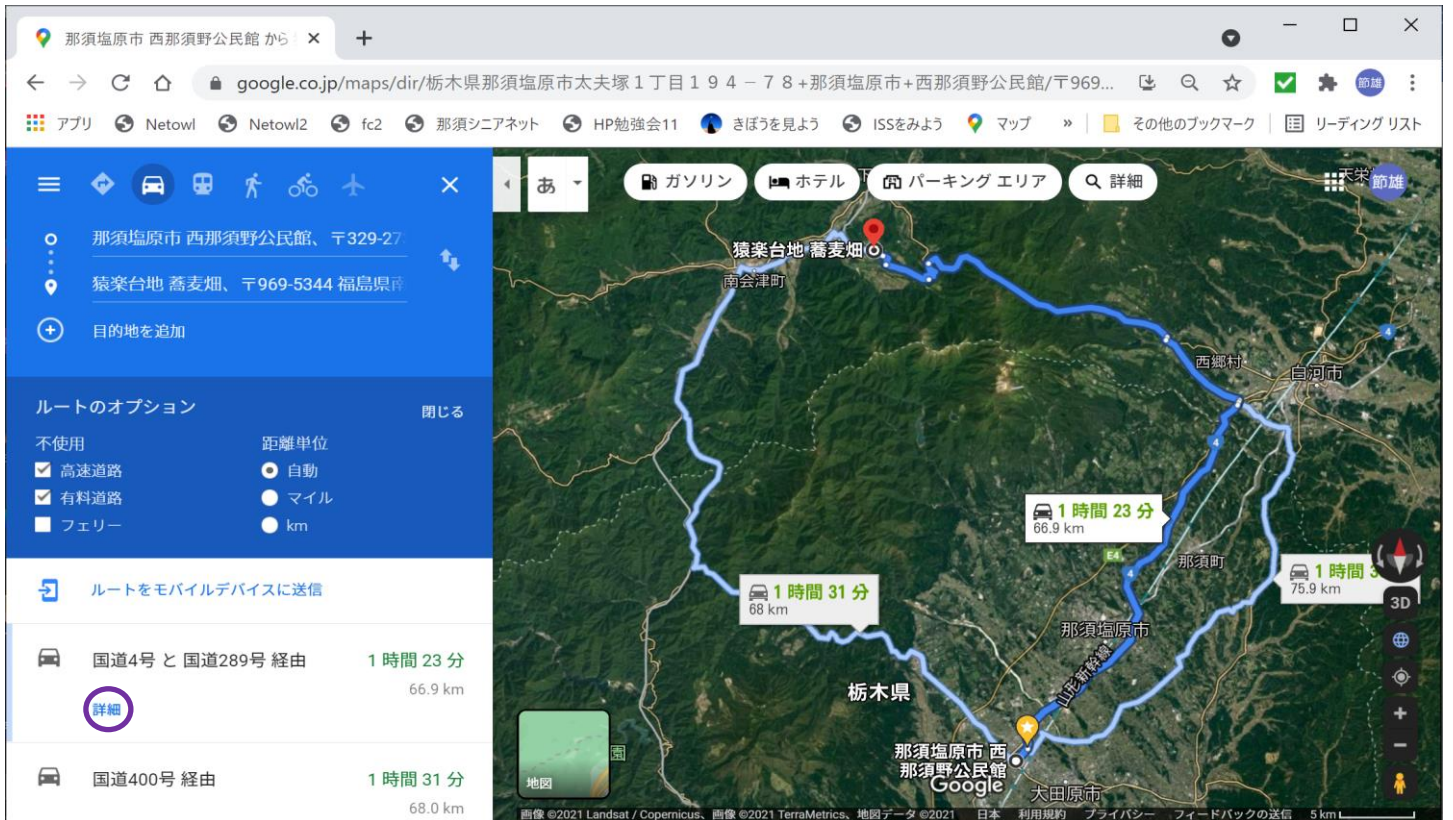 那須塩原市 西那須野公民館 から
google.co.jp/maps/dir/栃木県那須塩原市太夫塚1丁目194－78+那須塩原市+西那須野公民館/〒969...
節雄
アプリ Netowl Netowl2 fc2 那須シニアネット HP勉強会11 きぼうを見よう ISSをみよう マップ » その他のブックマーク リーディング リスト
那須塩原市 西那須野公民館、〒329-27
猿楽台地 蕎麦畑、〒969-5344 福島県南
目的地を追加
ルートのオプション
閉じる
不使用
距離単位
高速道路
自動
有料道路
マイル
フェリー
km
ルートをモバイルデバイスに送信
国道4号 と 国道289号 経由
1 時間 23 分
66.9 km
詳細
国道400号 経由
1 時間 31 分
68.0 km
あ
ガソリン
ホテル
パーキング エリア
詳細
節雄
下
天栄
猿楽台地 蕎麦畑
南会津町
4
西郷村
白河市
4
1 時間 23 分
66.9 km
E4
4
那須町
1 時間 3
75.9 km
3D
1 時間 31 分
68 km
那須塩原市
山形新幹線
栃木県
那須塩原市 西
那須野公民館
園
地図
Google
大田原市
画像 ©2021 Landsat / Copernicus、画像 ©2021 TerraMetrics、地図データ ©2021 日本 利用規約 プライバシー フィードバックの送信 5 km